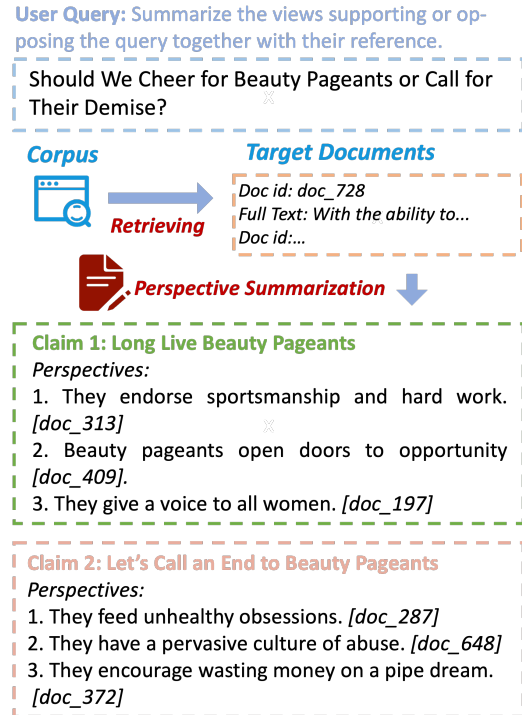 User Query: Summarize the views supporting or op-
posing the query together with their reference.
Should We Cheer for Beauty Pageants or Call for
Their Demise?
Corpus
Target Documents
Retrieving
Doc id: doc_728
Full Text: With the ability to...
Doc id:...
Perspective Summarization
Claim 1: Long Live Beauty Pageants
Perspectives:
1. They endorse sportsmanship and hard work.
[doc_313]
2. Beauty pageants open doors to opportunity
[doc_409].
3. They give a voice to all women. [doc_197]
Claim 2: Let's Call an End to Beauty Pageants
Perspectives:
1. They feed unhealthy obsessions. [doc_287]
2. They have a pervasive culture of abuse. [doc_648]
3. They encourage wasting money on a pipe dream.
[doc_372]